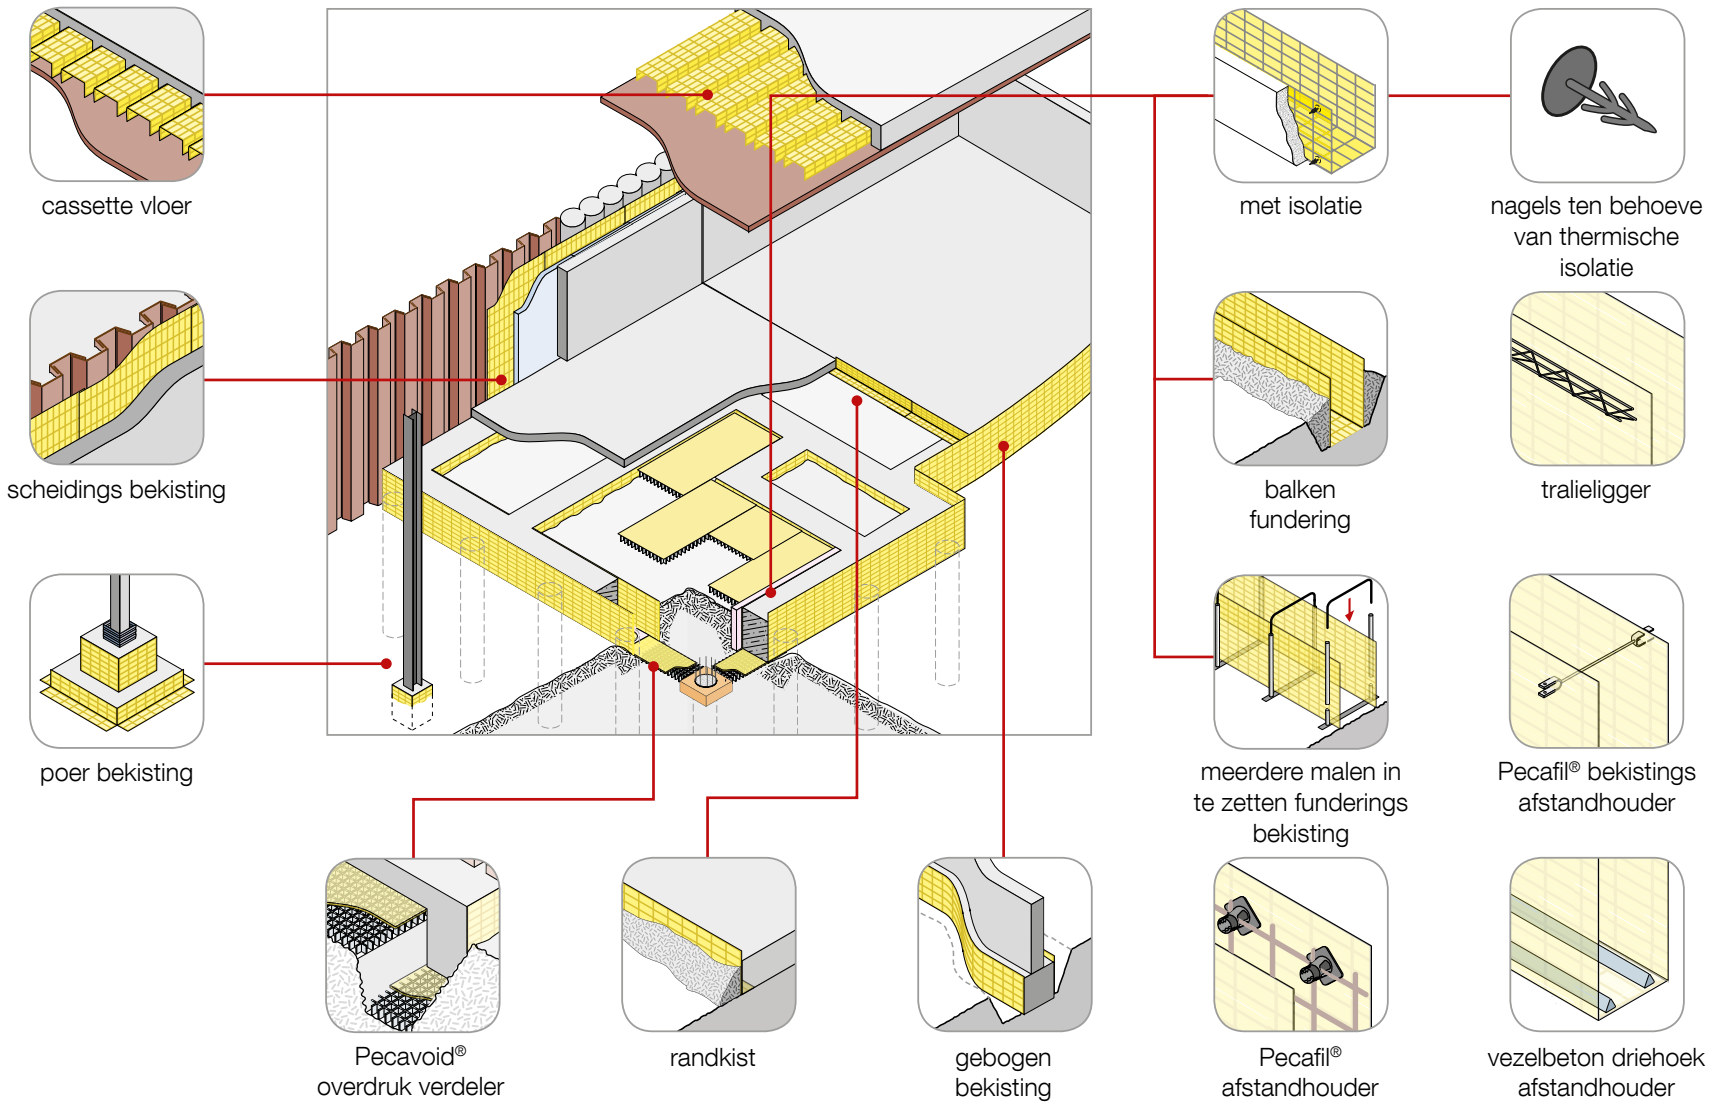 cassette vloer
met isolatie
nagels ten behoeve
van thermische
isolatie
scheidings bekisting
balken
fundering
tralieligger
poer bekisting
meerdere malen in
te zetten funderings
bekisting
Pecafil® bekistings
afstandhouder
Pecavoid®
overdruk verdeler
randkist
gebogen
bekisting
Pecafil®
afstandhouder
vezelbeton driehoek
afstandhouder